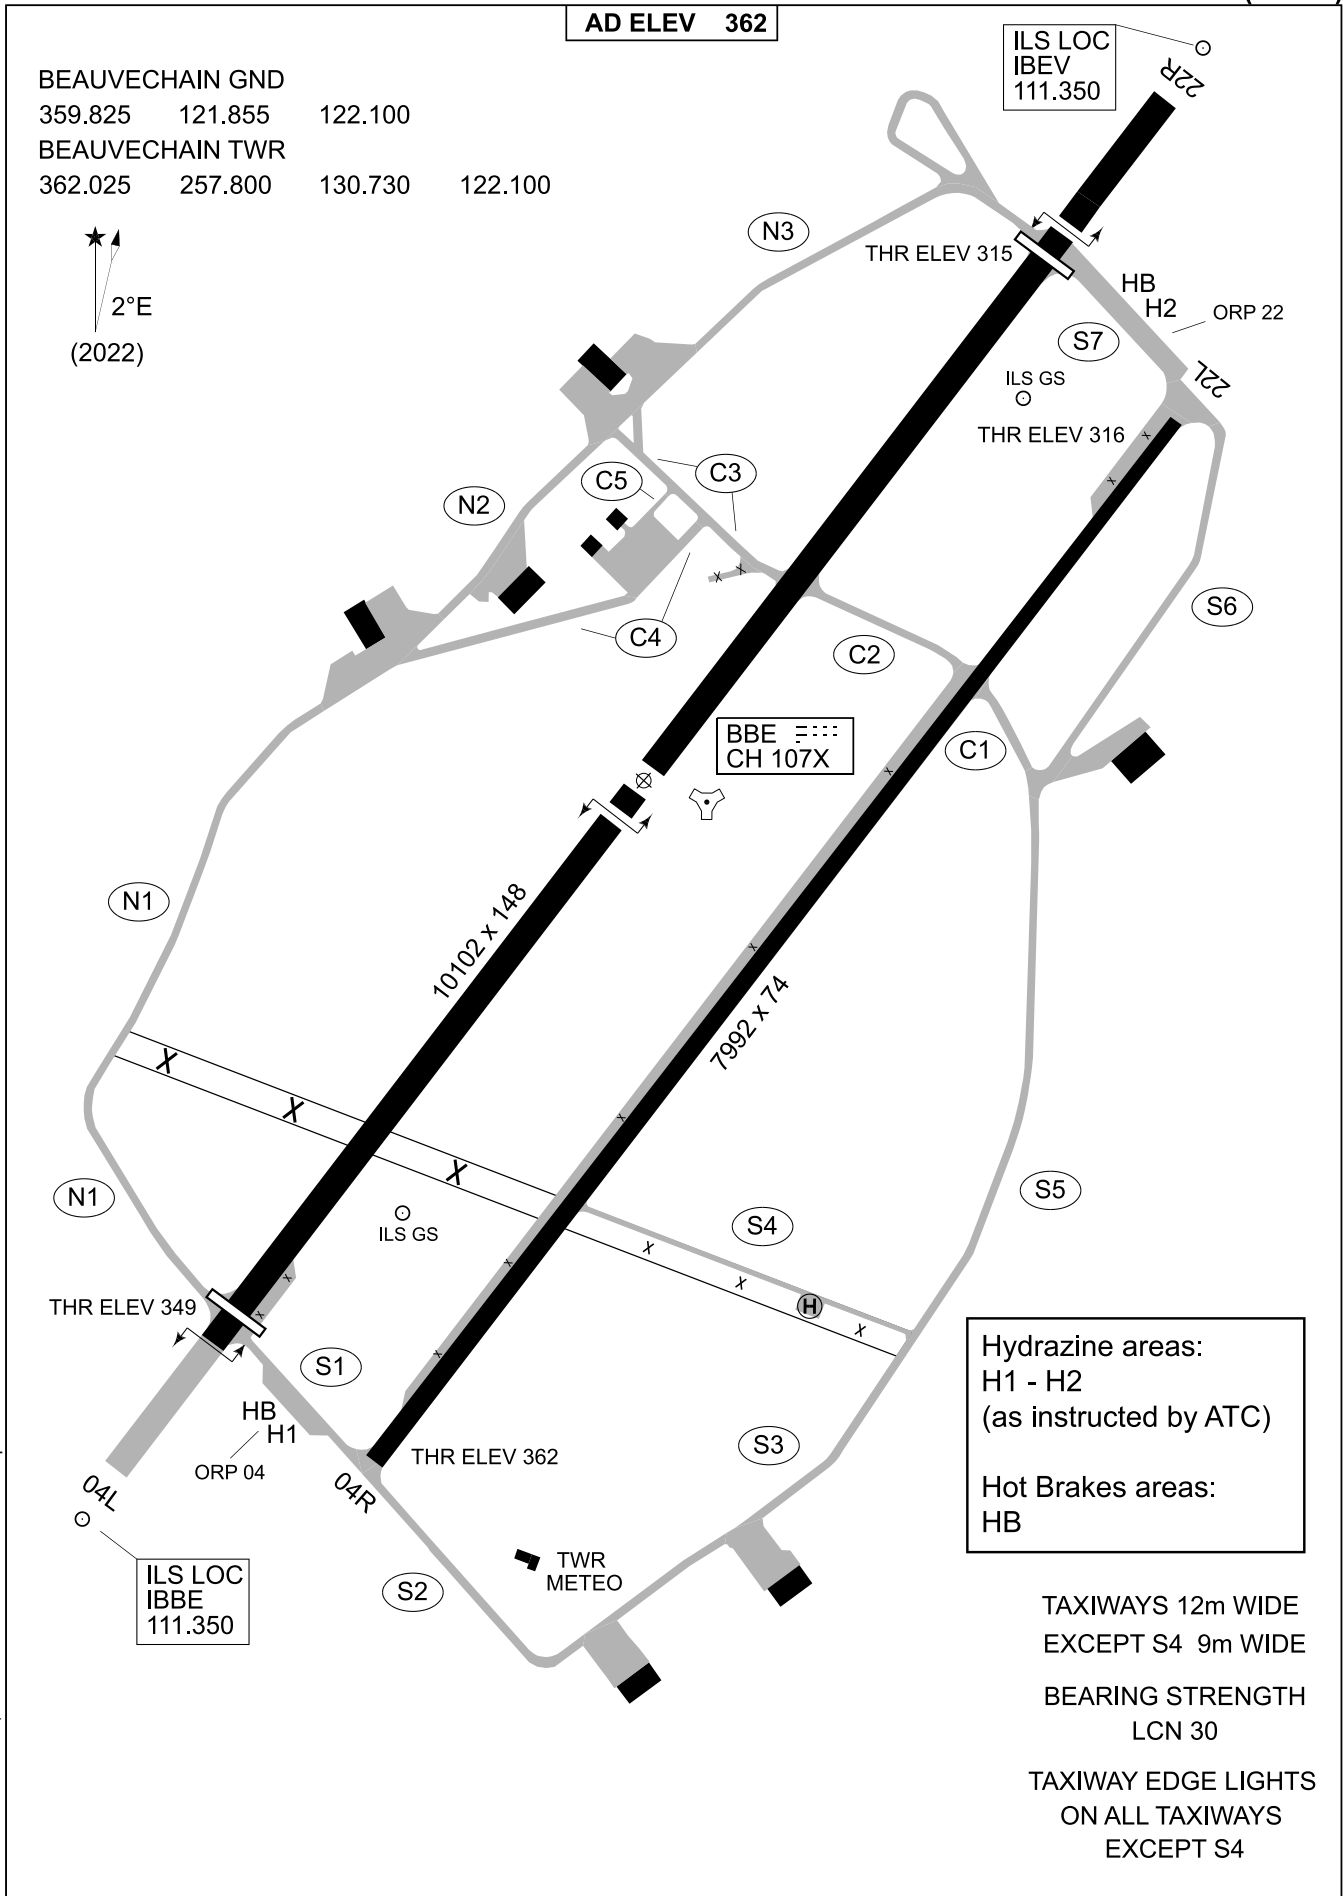 AD ELEV 362
BEAUVECHAIN GND
359.825 121.855 122.100
BEAUVECHAIN TWR
362.025 257.800 130.730 122.100
2°E
(2022)
ILS LOC
IBEV
111.350
22R
N3
THR ELEV 315
HB
H2
ORP 22
S7
22L
ILS GS
THR ELEV 316
C3
C5
N2
S6
C4
C2
BBE
CH 107X
C1
N1
10102 x 148
7992 x 74
X
X
X
N1
S5
ILS GS
S4
X
X
H
X
THR ELEV 349
S1
HB
H1
ORP 04
THR ELEV 362
S3
04L
04R
ILS LOC
IBBE
111.350
S2
TWR
METEO
Hydrazine areas:
H1 - H2
(as instructed by ATC)
Hot Brakes areas:
HB
TAXIWAYS 12m WIDE
EXCEPT S4 9m WIDE
BEARING STRENGTH
LCN 30
TAXIWAY EDGE LIGHTS
ON ALL TAXIWAYS
EXCEPT S4